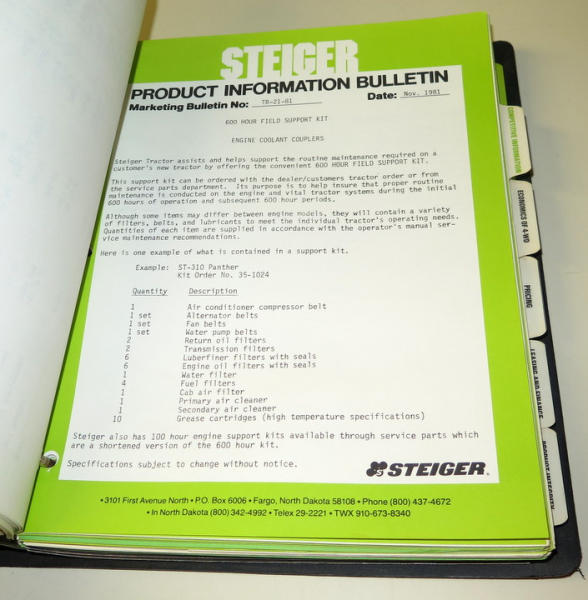 STEIGER
PRODUCT INFORMATION BULLETIN
Marketing Bulletin No: TB-21-81 Date: Nov. 1981
600 HOUR FIELD SUPPORT KIT
ENGINE COOLANT COUPLERS
Steiger Tractor assists and helps support the routine maintenance required on a
customer's new tractor by offering the convenient 600 HOUR FIELD SUPPORT KIT.
This support kit can be ordered with the dealer/customers tractor order or from
the service parts department. Its purpose is to help insure that proper routine
maintenance is conducted on the engine and vital tractor systems during the initial
600 hours of operation and subsequent 600 hour periods.
Although some items may differ between engine models, they will contain a variety
of filters, belts, and lubricants to meet the individual tractor's operating needs.
Quantities of each item are supplied in accordance with the operator's manual ser-
vice maintenance recommendations.
Here is one example of what is contained in a support kit.
Example: ST-310 Panther
Kit Order No. 35-1024
Quantity Description
1 Air conditioner compressor belt
1 set Alternator belts
1 set Fan belts
1 set Water pump belts
2 Return oil filters
2 Transmission filters
6 Luberfiner filters with seals
6 Engine oil filters with seals
1 Water filter
4 Fuel filters
1 Cab air filter
1 Primary air cleaner
1 Secondary air cleaner
10 Grease cartridges (high temperature specifications)
Steiger also has 100 hour engine support kits available through service parts which
are a shortened version of the 600 hour kit.
Specifications subject to change without notice.
STEIGER.
• 3101 First Avenue North • P.O. Box 6006 • Fargo, North Dakota 58108 • Phone (800) 437-4672
• In North Dakota (800) 342-4992 • Telex 29-2221 • TWX 910-673-8340
COMPETITIVE INFORMATION
ECONOMICS OF 4-WD
PRICING
LEASING AND FINANCE
PRODUCT INTEGRITY